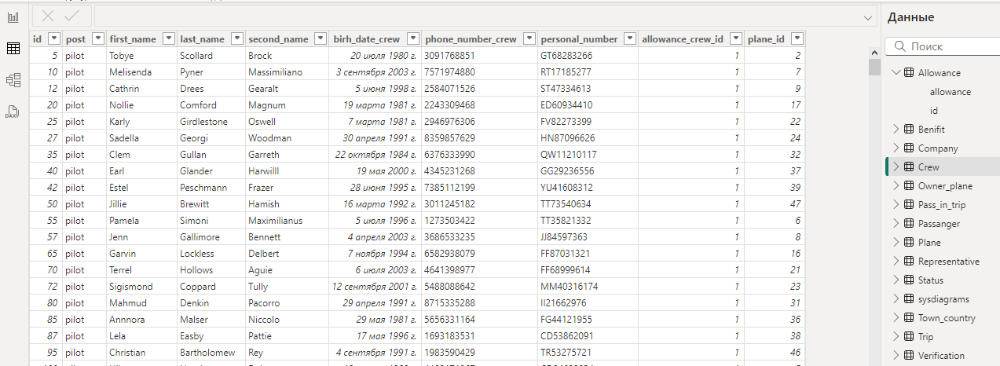 Данные
id post first_name last_name second_name birh_date_crew phone_number_crew personal_number allowance_crew_id plane_id
Поиск
5 pilot Tobye Scollard Brock 20 июля 1980 г. 3091768851 GT68283266 1 2
10 pilot Melisenda Pyner Massimiliano 3 сентября 2003 г. 7571974880 RT17185277 1 7
12 pilot Cathrin Drees Gearalt 5 июня 1998 г. 2584071526 ST47334613 1 9
20 pilot Nollie Comford Magnum 19 марта 1981 г. 2243309468 ED60934410 1 17
25 pilot Karly Girdlestone Oswell 7 марта 1981 г. 2946976306 FV82273399 1 22
27 pilot Sadella Georgi Woodman 30 апреля 1991 г. 8359857629 HN87096626 1 24
35 pilot Clem Gullan Garreth 22 октября 1984 г. 6376333990 QW11210117 1 32
40 pilot Earl Glander Harwilll 19 мая 2000 г. 4345231268 GG29236556 1 37
42 pilot Estel Peschmann Frazer 28 июня 1995 г. 7385112199 YU41608312 1 39
50 pilot Jillie Brewitt Hamish 16 марта 1992 г. 3011245182 TT73540634 1 47
55 pilot Pamela Simoni Maximilianus 5 июля 1996 г. 1273503422 TT35821332 1 6
57 pilot Jenn Gallimore Bennett 4 апреля 2003 г. 3686533235 JJ84597363 1 8
65 pilot Garvin Lockless Delbert 7 ноября 1994 г. 6582938079 FF87031321 1 16
70 pilot Terrel Hollows Aguie 6 июля 2003 г. 4641398977 FF68999614 1 21
72 pilot Sigismond Coppard Tully 12 сентября 2001 г. 5488088642 MM40316174 1 23
80 pilot Mahmud Denkin Pacorro 29 апреля 1991 г. 8715335288 II21662976 1 31
85 pilot Annnora Malser Niccolo 29 мая 1981 г. 5656331164 FG44121955 1 36
87 pilot Lela Easby Pattie 17 мая 1996 г. 1693183531 CD53862091 1 38
95 pilot Christian Bartholomew Rey 4 сентября 1991 г. 1983590429 TR53275721 1 46
DAX
Allowance
allowance
id
Benifit
Company
Crew
Owner_plane
Pass_in_trip
Passanger
Plane
Representative
Status
sysdiagrams
Town_country
Trip
Verification